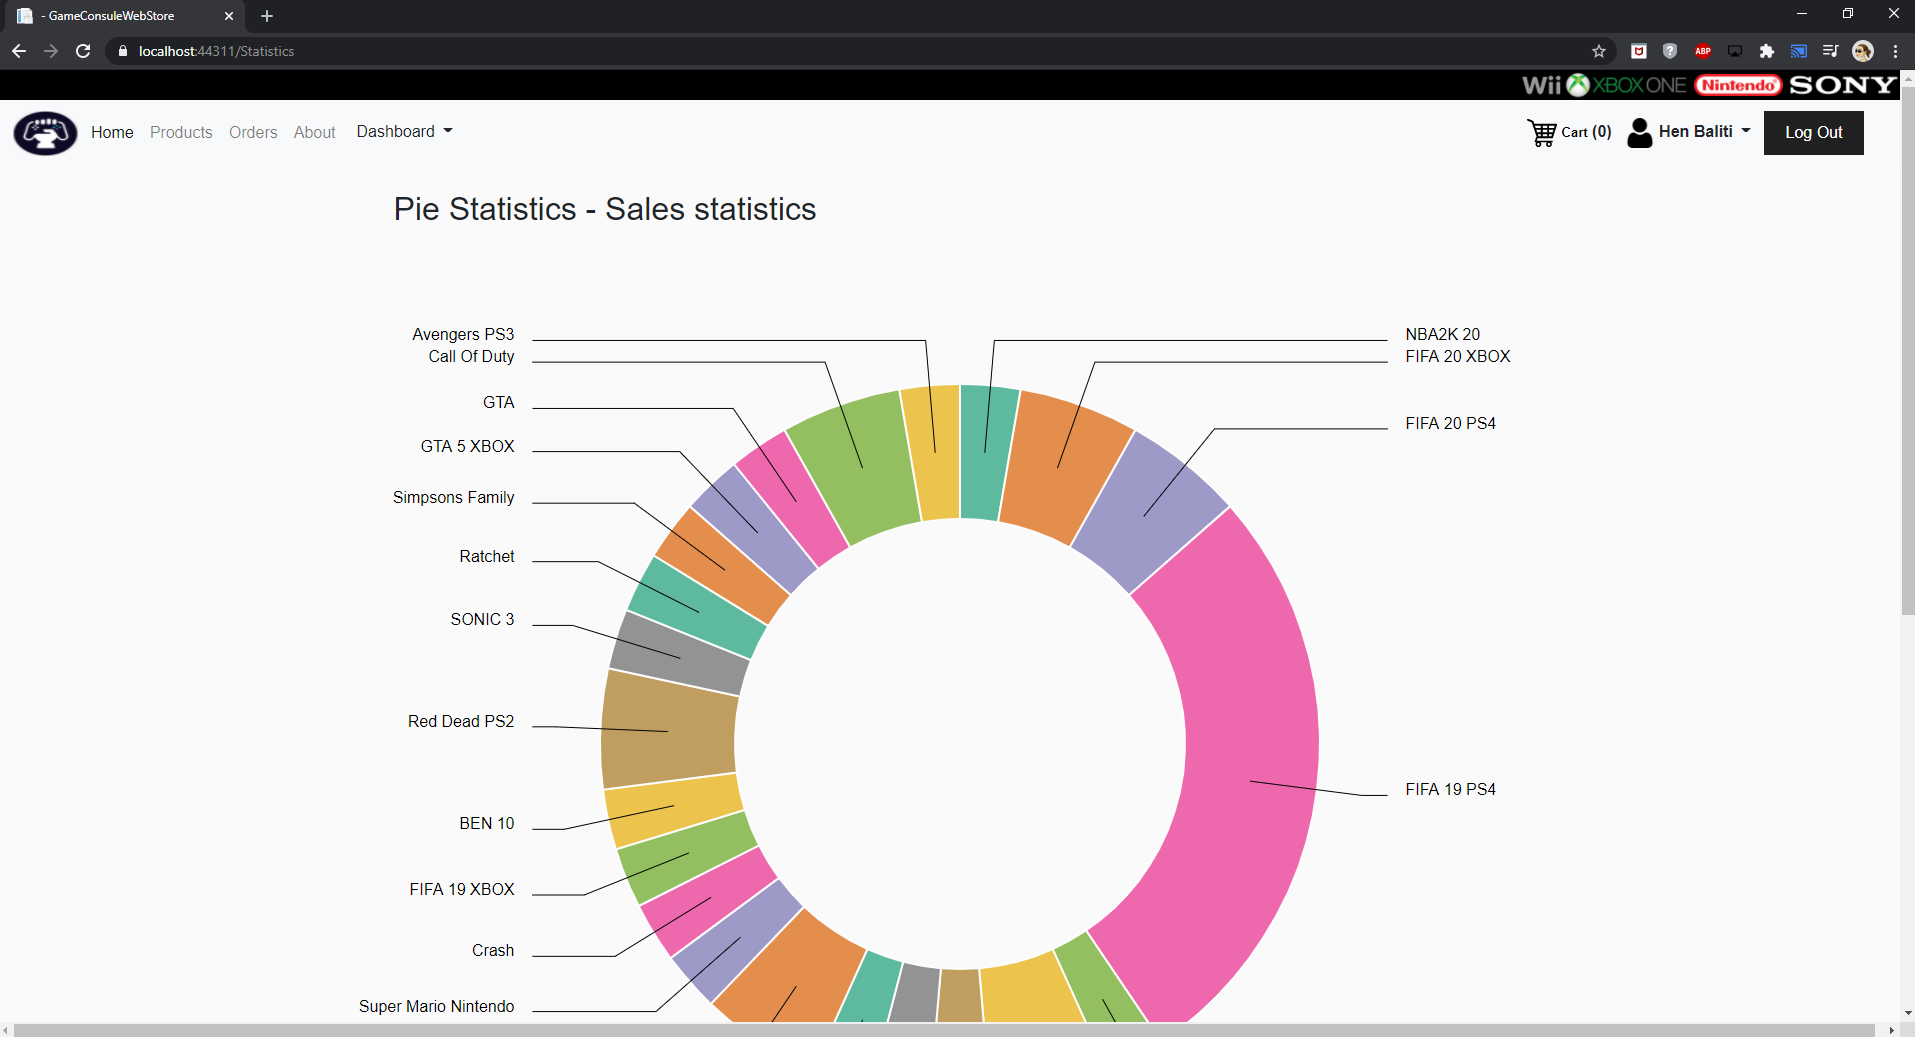 - GameConsuleWebStore
localhost:44311/Statistics
ABP
Wii XBOX ONE Nintendo SONY
Home Products Orders About Dashboard Cart (0) Hen Baliti Log Out
Pie Statistics - Sales statistics
Avengers PS3
Call Of Duty
GTA
GTA 5 XBOX
Simpsons Family
Ratchet
SONIC 3
Red Dead PS2
BEN 10
FIFA 19 XBOX
Crash
Super Mario Nintendo
NBA2K 20
FIFA 20 XBOX
FIFA 20 PS4
FIFA 19 PS4